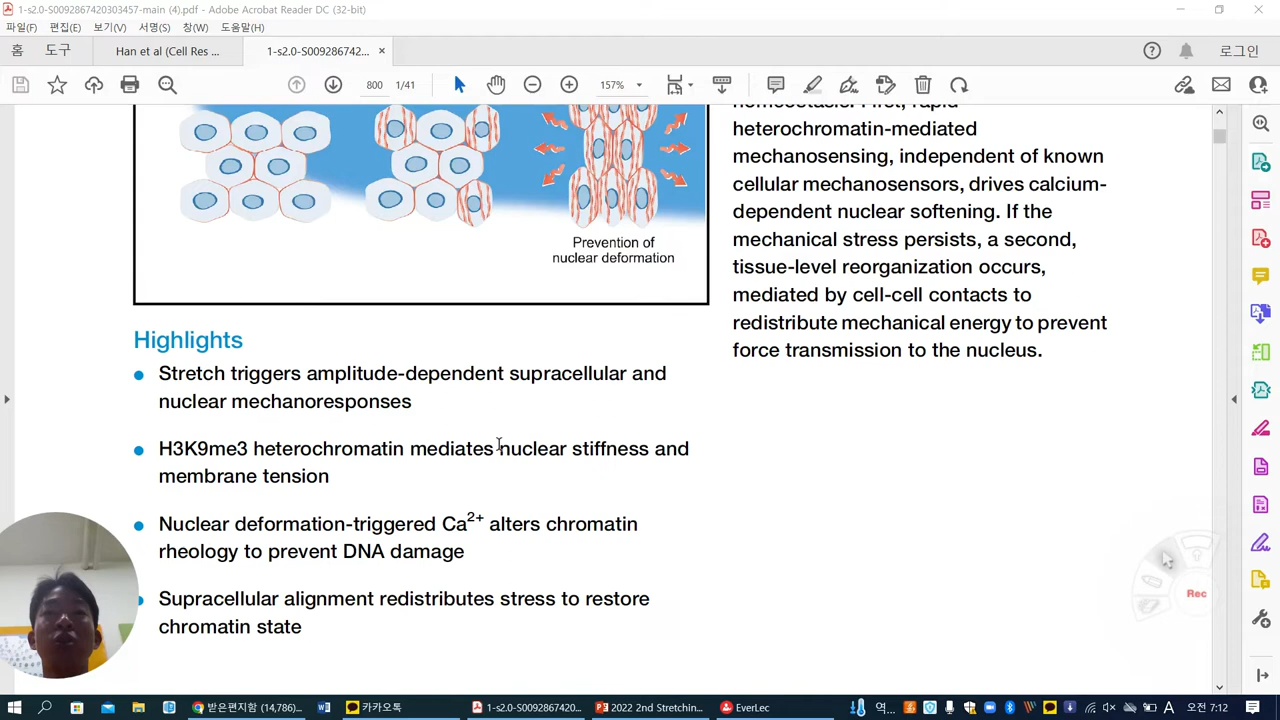 1-s2.0-S0092867420303457-main (4).pdf - Adobe Acrobat Reader DC (32-bit)
파일(F) 편집(E) 보기(V) 서명(S) 창(W) 도움말(H)
홈 도구 Han et al (Cell Res ... 1-s2.0-S009286742... × 로그인
800 / 41 157%
homeostasis. First, rapid
heterochromatin-mediated
mechanosensing, independent of known
cellular mechanosensors, drives calcium-
dependent nuclear softening. If the
mechanical stress persists, a second,
tissue-level reorganization occurs,
mediated by cell-cell contacts to
redistribute mechanical energy to prevent
force transmission to the nucleus.
Prevention of
nuclear deformation
Highlights
Stretch triggers amplitude-dependent supracellular and
nuclear mechanoresponses
H3K9me3 heterochromatin mediates nuclear stiffness and
membrane tension
Nuclear deformation-triggered Ca2+ alters chromatin
rheology to prevent DNA damage
Supracellular alignment redistributes stress to restore
chromatin state
Rec
받은편지함 (14,786)... 카카오톡 1-s2.0-S0092867420... 2022 2nd Stretchin... EverLec 역... A 오전 7:12